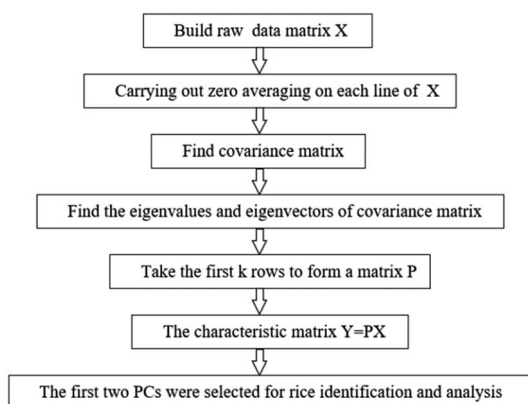 Build raw data matrix X
Carrying out zero averaging on each line of X
Find covariance matrix
Find the eigenvalues and eigenvectors of covariance matrix
Take the first k rows to form a matrix P
The characteristic matrix Y=PX
The first two PCs were selected for rice identification and analysis